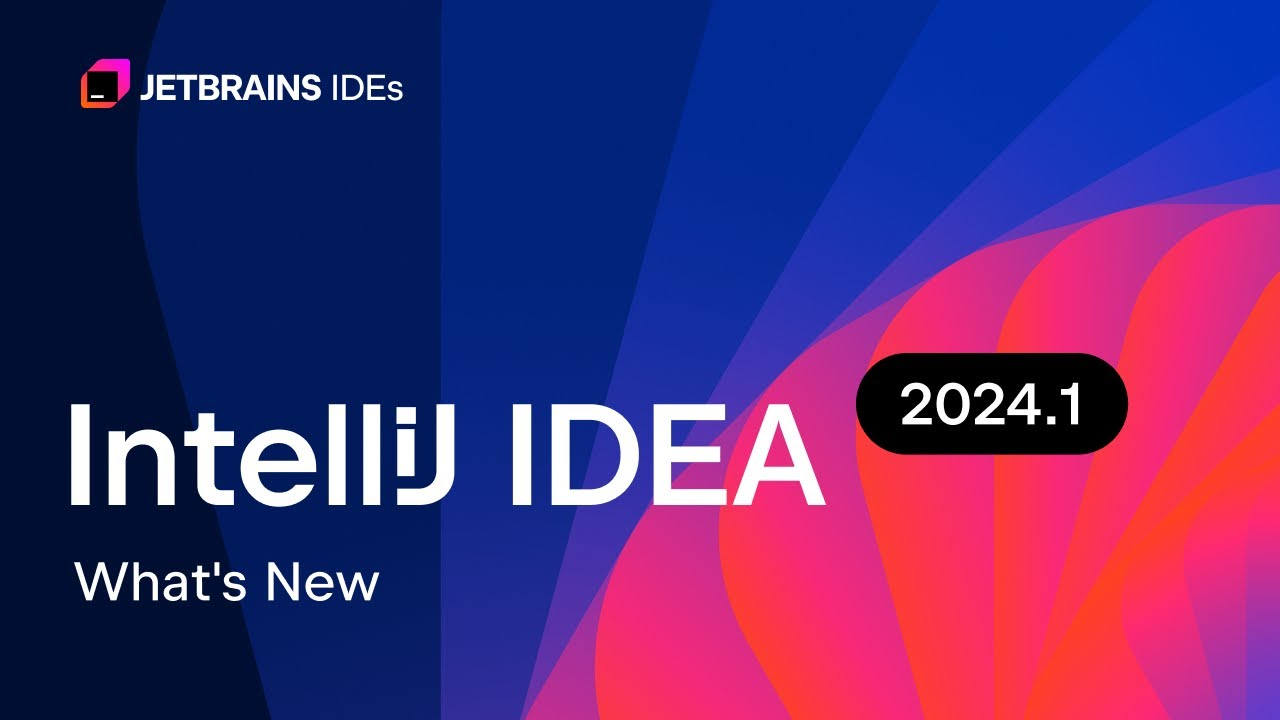 JETBRAINS IDEs
2024.1
IntelliJ IDEA
What's New